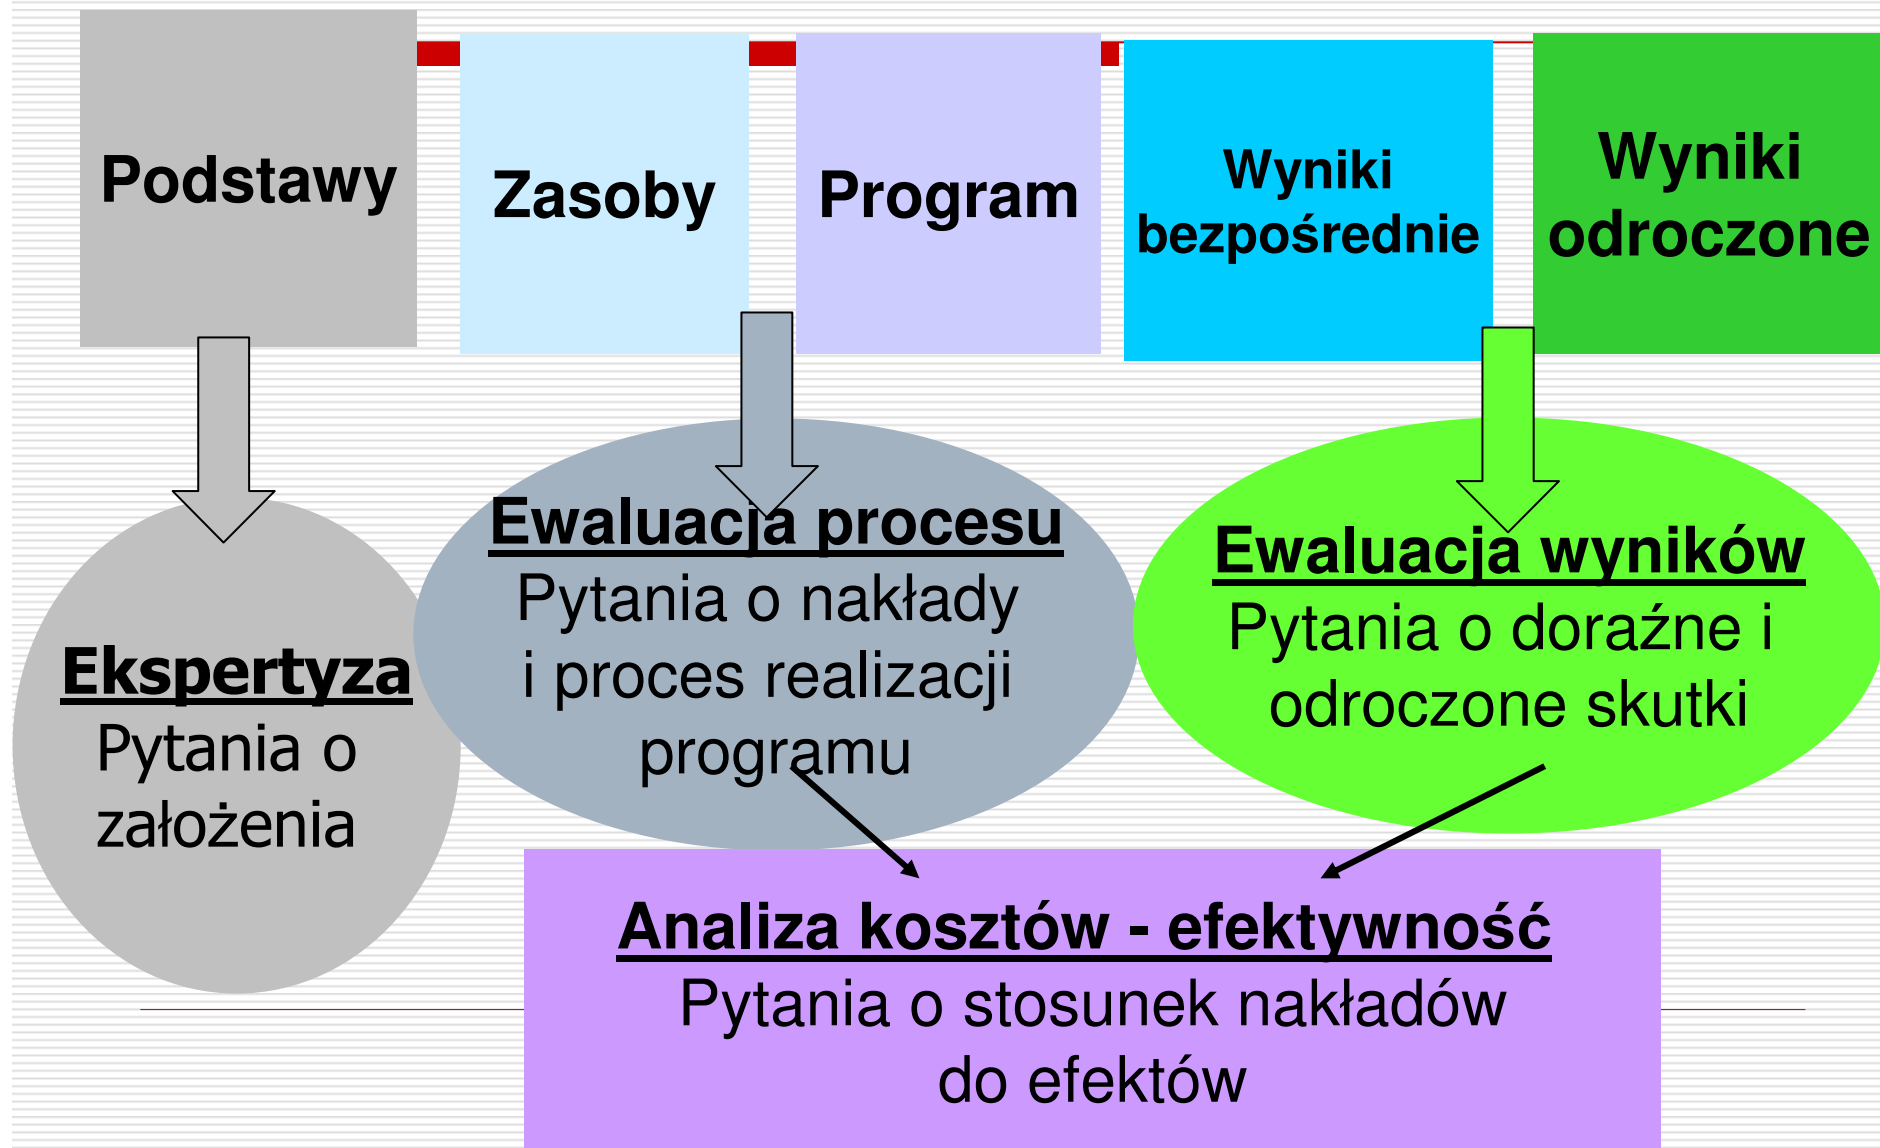 Podstawy
Zasoby
Program
Wyniki
bezpośrednie
Wyniki
odroczone
Ekspertyza
Pytania o
założenia
Ewaluacja procesu
Pytania o nakłady
i proces realizacji
programu
Ewaluacja wyników
Pytania o doraźne i
odroczone skutki
Analiza kosztów - efektywność
Pytania o stosunek nakładów
do efektów